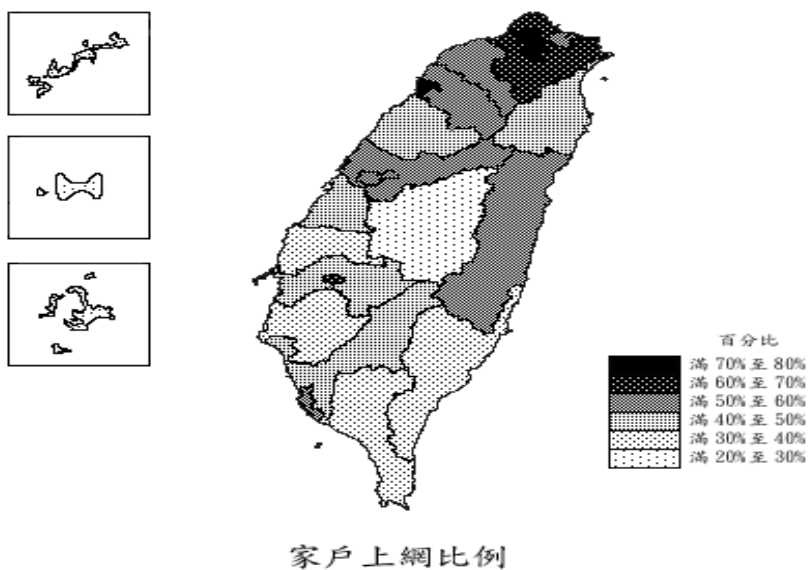 百分比
滿 70% 至 80%
滿 60% 至 70%
滿 50% 至 60%
滿 40% 至 50%
滿 30% 至 40%
滿 20% 至 30%
家戶上網比例